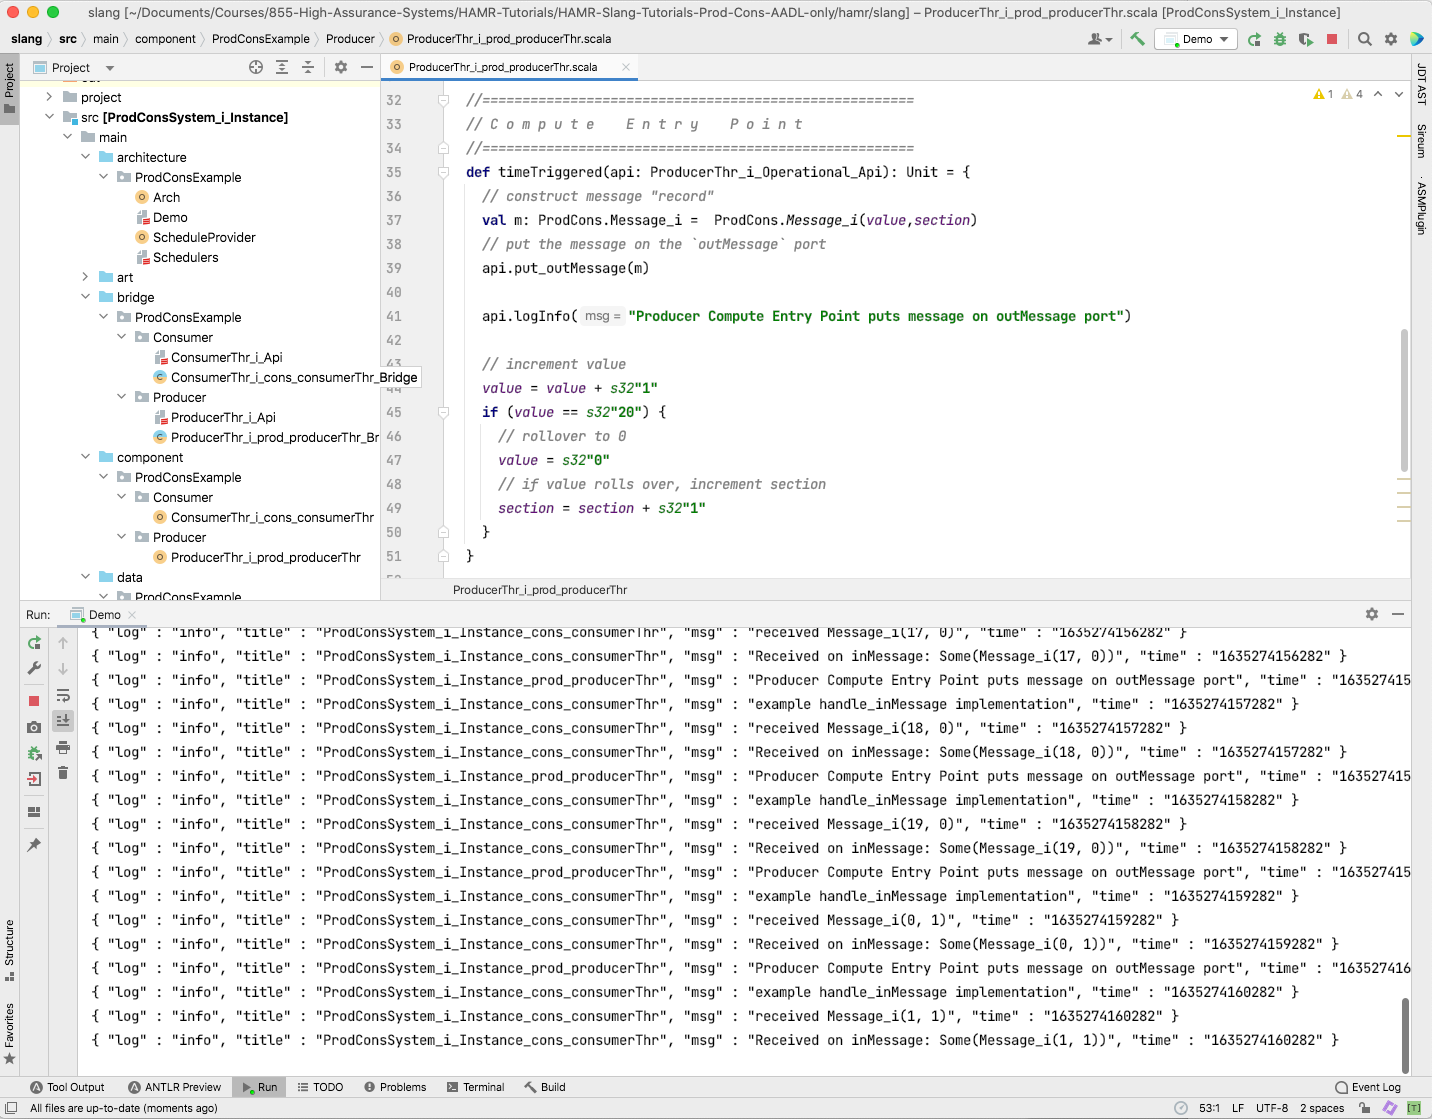 slang [~/Documents/Courses/855-High-Assurance-Systems/HAMR-Tutorials/HAMR-Slang-Tutorials-Prod-Cons-AADL-only/hamr/slang] – ProducerThr_i_prod_producerThr.scala [ProdConsSystem_i_Instance]
slang src main component ProdConsExample Producer ProducerThr_i_prod_producerThr.scala
Demo
Project
ProducerThr_i_prod_producerThr.scala
project
src [ProdConsSystem_i_Instance]
main
architecture
ProdConsExample
Arch
Demo
ScheduleProvider
Schedulers
art
bridge
ProdConsExample
Consumer
ConsumerThr_i_Api
ConsumerThr_i_cons_consumerThr_Bridge
Producer
ProducerThr_i_Api
ProducerThr_i_prod_producerThr_Br
component
ProdConsExample
Consumer
ConsumerThr_i_cons_consumerThr
Producer
ProducerThr_i_prod_producerThr
data
ProdConsExample
1 4
32 //======================================================
33 // C o m p u t e    E n t r y    P o i n t
34 //======================================================
35 def timeTriggered(api: ProducerThr_i_Operational_Api): Unit = {
36 // construct message "record"
37 val m: ProdCons.Message_i =  ProdCons.Message_i(value,section)
38 // put the message on the `outMessage` port
39 api.put_outMessage(m)
40
41 api.logInfo( msg = "Producer Compute Entry Point puts message on outMessage port")
42
43 // increment value
44 value = value + s32"1"
45 if (value == s32"20") {
46 // rollover to 0
47 value = s32"0"
48 // if value rolls over, increment section
49 section = section + s32"1"
50 }
51 }
ProducerThr_i_prod_producerThr
Project
Structure
Favorites
JDT AST
Sireum
ASMPlugin
Run: Demo
{ "log" : "info", "title" : "ProdConsSystem_i_Instance_cons_consumerThr", "msg" : "received Message_i(17, 0)", "time" : "1635274156282" }
{ "log" : "info", "title" : "ProdConsSystem_i_Instance_cons_consumerThr", "msg" : "Received on inMessage: Some(Message_i(17, 0))", "time" : "1635274156282" }
{ "log" : "info", "title" : "ProdConsSystem_i_Instance_prod_producerThr", "msg" : "Producer Compute Entry Point puts message on outMessage port", "time" : "163527415
{ "log" : "info", "title" : "ProdConsSystem_i_Instance_cons_consumerThr", "msg" : "example handle_inMessage implementation", "time" : "1635274157282" }
{ "log" : "info", "title" : "ProdConsSystem_i_Instance_cons_consumerThr", "msg" : "received Message_i(18, 0)", "time" : "1635274157282" }
{ "log" : "info", "title" : "ProdConsSystem_i_Instance_cons_consumerThr", "msg" : "Received on inMessage: Some(Message_i(18, 0))", "time" : "1635274157282" }
{ "log" : "info", "title" : "ProdConsSystem_i_Instance_prod_producerThr", "msg" : "Producer Compute Entry Point puts message on outMessage port", "time" : "163527415
{ "log" : "info", "title" : "ProdConsSystem_i_Instance_cons_consumerThr", "msg" : "example handle_inMessage implementation", "time" : "1635274158282" }
{ "log" : "info", "title" : "ProdConsSystem_i_Instance_cons_consumerThr", "msg" : "received Message_i(19, 0)", "time" : "1635274158282" }
{ "log" : "info", "title" : "ProdConsSystem_i_Instance_cons_consumerThr", "msg" : "Received on inMessage: Some(Message_i(19, 0))", "time" : "1635274158282" }
{ "log" : "info", "title" : "ProdConsSystem_i_Instance_prod_producerThr", "msg" : "Producer Compute Entry Point puts message on outMessage port", "time" : "163527415
{ "log" : "info", "title" : "ProdConsSystem_i_Instance_cons_consumerThr", "msg" : "example handle_inMessage implementation", "time" : "1635274159282" }
{ "log" : "info", "title" : "ProdConsSystem_i_Instance_cons_consumerThr", "msg" : "received Message_i(0, 1)", "time" : "1635274159282" }
{ "log" : "info", "title" : "ProdConsSystem_i_Instance_cons_consumerThr", "msg" : "Received on inMessage: Some(Message_i(0, 1))", "time" : "1635274159282" }
{ "log" : "info", "title" : "ProdConsSystem_i_Instance_prod_producerThr", "msg" : "Producer Compute Entry Point puts message on outMessage port", "time" : "163527416
{ "log" : "info", "title" : "ProdConsSystem_i_Instance_cons_consumerThr", "msg" : "example handle_inMessage implementation", "time" : "1635274160282" }
{ "log" : "info", "title" : "ProdConsSystem_i_Instance_cons_consumerThr", "msg" : "received Message_i(1, 1)", "time" : "1635274160282" }
{ "log" : "info", "title" : "ProdConsSystem_i_Instance_cons_consumerThr", "msg" : "Received on inMessage: Some(Message_i(1, 1))", "time" : "1635274160282" }
Tool Output ANTLR Preview Run TODO Problems Terminal Build Event Log
All files are up-to-date (moments ago) 53:1 LF UTF-8 2 spaces [T]